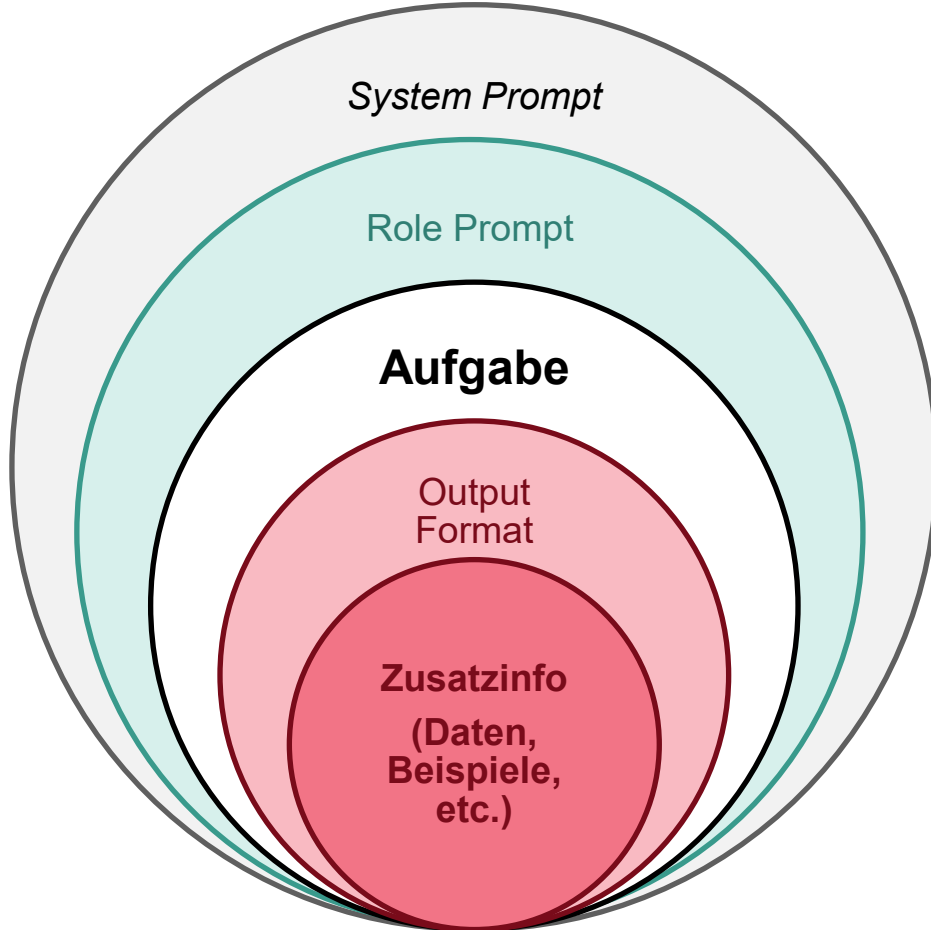 System Prompt
Role Prompt
Aufgabe
Output
Format
Zusatzinfo
(Daten,
Beispiele,
etc.)